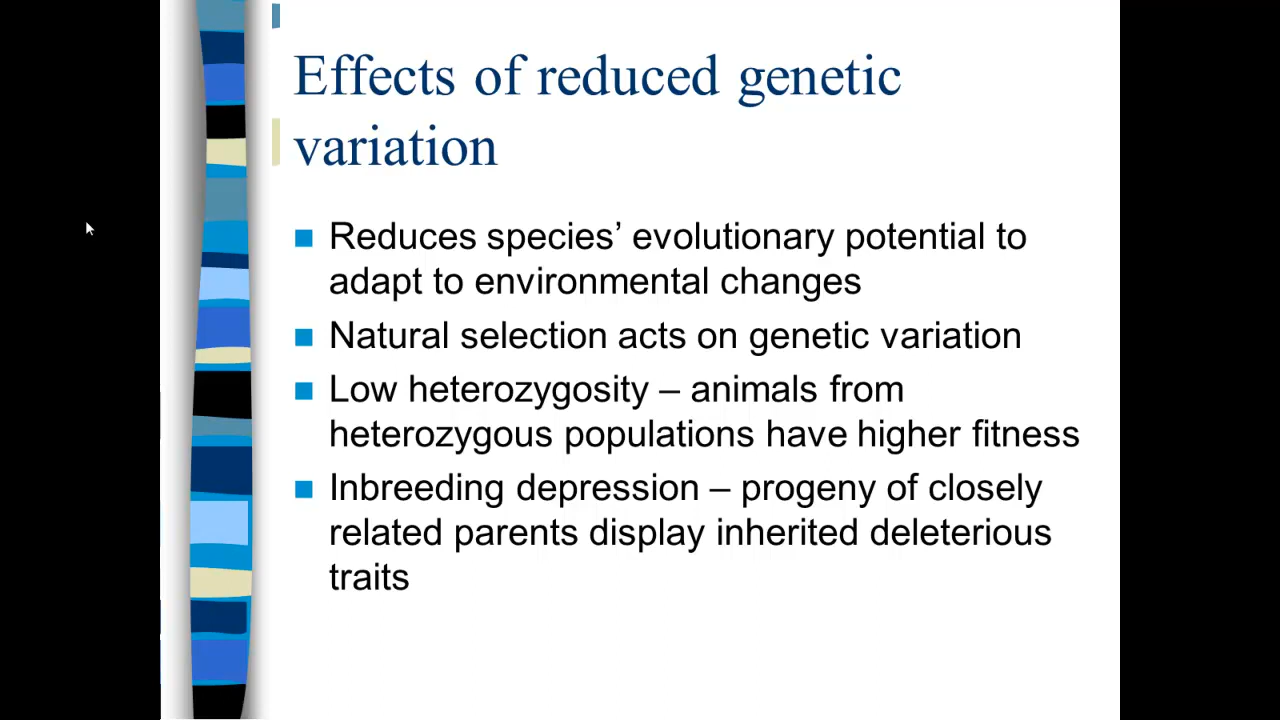 Effects of reduced genetic
variation
Reduces species’ evolutionary potential to
adapt to environmental changes
Natural selection acts on genetic variation
Low heterozygosity – animals from
heterozygous populations have higher fitness
Inbreeding depression – progeny of closely
related parents display inherited deleterious
traits